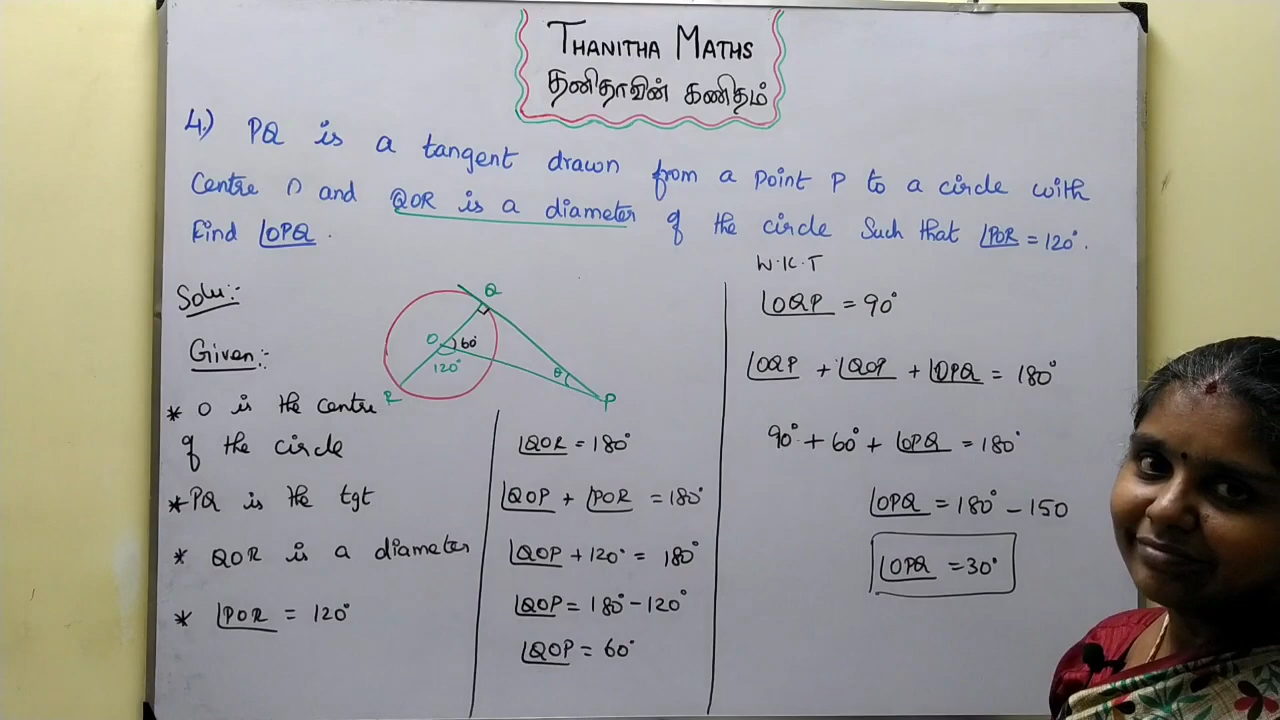 THANITHA MATHS
தனிதாவின் கணிதம்
4.) PQ is a tangent drawn from a point P to a circle with
Centre O and QOR is a diameter of the circle Such that ∠POR = 120°.
Find ∠OPQ.
Solu:-
Given:-
* O is the centre
of the circle
* PQ is the tgt
* QOR is a diameter
* ∠POR = 120°
Q
O
60°
120°
θ
R
P
∠QOR = 180°
∠QOP + ∠POR = 180°
∠QOP + 120° = 180°
∠QOP = 180° - 120°
∠QOP = 60°
W.K.T
∠OQP = 90°
∠OQP + ∠QOP + ∠OPQ = 180°
90° + 60° + ∠OPQ = 180°
∠OPQ = 180° - 150
∠OPQ = 30°